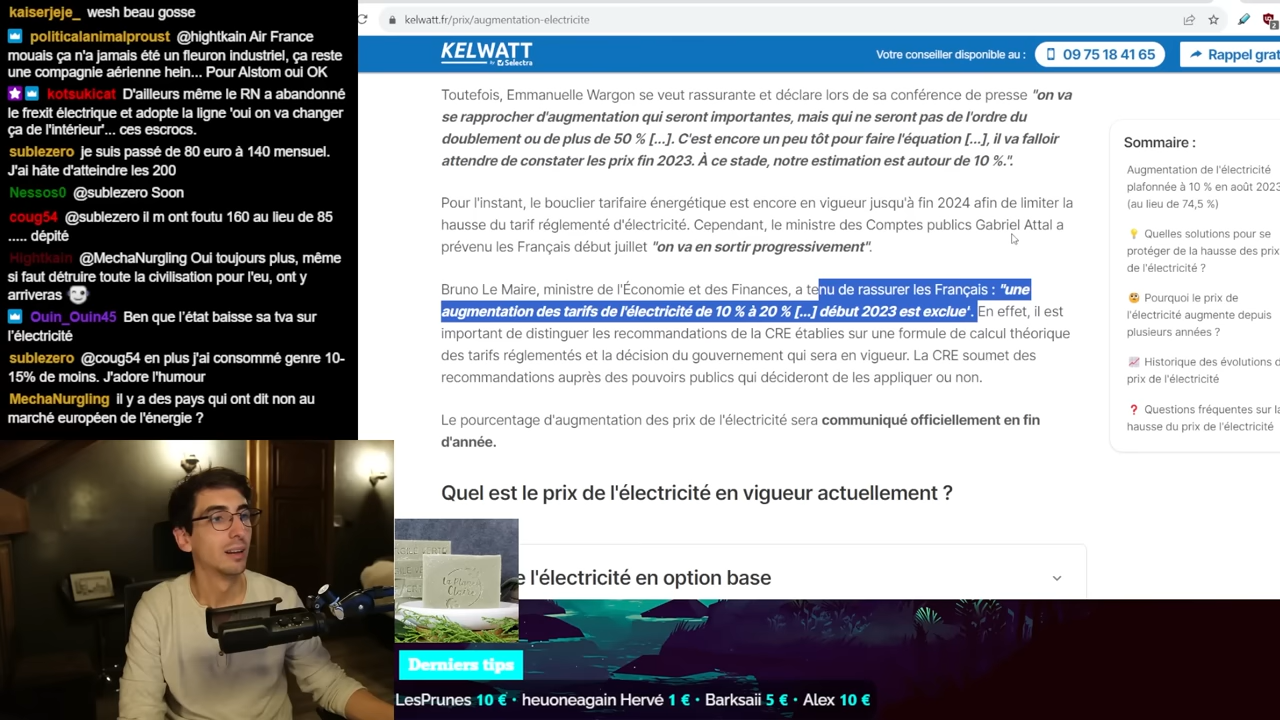 kaiserjeje_ wesh beau gosse
politicalanimalproust @hightkain Air France
mouais ça n'a jamais été un fleuron industriel, ça reste
une compagnie aérienne hein... Pour Alstom oui OK
kotsukicat D'ailleurs même le RN a abandonné
le frexit électrique et adopte la ligne 'oui on va changer
ça de l'intérieur'... ces escrocs.
sublezero je suis passé de 80 euro à 140 mensuel.
J'ai hâte d'atteindre les 200
Nessos0 @sublezero Soon
coug54 @sublezero il m ont foutu 160 au lieu de 85
..... dépité
Hightkain @MechaNurgling Oui toujours plus, même
si faut détruire toute la civilisation pour l'eu, ont y
arriveras
Ouin_Ouin45 Ben que l'état baisse sa tva sur
l'électricité
sublezero @coug54 en plus j'ai consommé genre 10-
15% de moins. J'adore l'humour
MechaNurgling il y a des pays qui ont dit non au
marché européen de l'énergie ?
kelwatt.fr/prix/augmentation-electricite
2
KELWATT
by Selectra
Votre conseiller disponible au :
09 75 18 41 65
Rappel grat
Toutefois, Emmanuelle Wargon se veut rassurante et déclare lors de sa conférence de presse "on va
se rapprocher d'augmentation qui seront importantes, mais qui ne seront pas de l'ordre du
doublement ou de plus de 50 % [...]. C'est encore un peu tôt pour faire l'équation [...], il va falloir
attendre de constater les prix fin 2023. À ce stade, notre estimation est autour de 10 %.".
Pour l'instant, le bouclier tarifaire énergétique est encore en vigueur jusqu'à fin 2024 afin de limiter la
hausse du tarif réglementé d'électricité. Cependant, le ministre des Comptes publics Gabriel Attal a
prévenu les Français début juillet "on va en sortir progressivement".
Bruno Le Maire, ministre de l'Économie et des Finances, a tenu de rassurer les Français : "une
augmentation des tarifs de l'électricité de 10 % à 20 % [...] début 2023 est exclue'. En effet, il est
important de distinguer les recommandations de la CRE établies sur une formule de calcul théorique
des tarifs réglementés et la décision du gouvernement qui sera en vigueur. La CRE soumet des
recommandations auprès des pouvoirs publics qui décideront de les appliquer ou non.
Le pourcentage d'augmentation des prix de l'électricité sera communiqué officiellement en fin
d'année.
Quel est le prix de l'électricité en vigueur actuellement ?
e l'électricité en option base
Sommaire :
Augmentation de l'électricité
plafonnée à 10 % en août 2023
(au lieu de 74,5 %)
Quelles solutions pour se
protéger de la hausse des prix
de l'électricité ?
Pourquoi le prix de
l'électricité augmente depuis
plusieurs années ?
Historique des évolutions d
prix de l'électricité
Questions fréquentes sur la
hausse du prix de l'électricité
Derniers tips
LesPrunes 10 € · heuoneagain Hervé 1 € · Barksaii 5 € · Alex 10 €